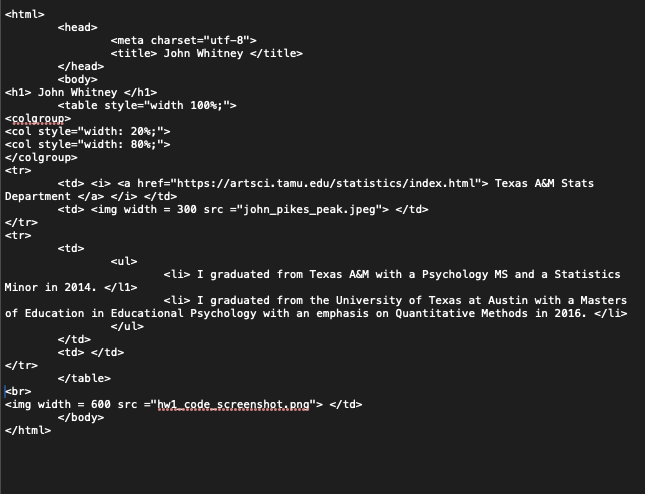 <html>
<head>
<meta charset="utf-8">
<title> John Whitney </title>
</head>
<body>
<h1> John Whitney </h1>
<table style="width 100%;">
<colgroup>
<col style="width: 20%;">
<col style="width: 80%;">
</colgroup>
<tr>
<td> <i> <a href="https://artsci.tamu.edu/statistics/index.html"> Texas A&M Stats
Department </a> </i> </td>
<td> <img width = 300 src ="john_pikes_peak.jpeg"> </td>
</tr>
<tr>
<td>
<ul>
<li> I graduated from Texas A&M with a Psychology MS and a Statistics
Minor in 2014. </l1>
<li> I graduated from the University of Texas at Austin with a Masters
of Education in Educational Psychology with an emphasis on Quantitative Methods in 2016. </li>
</ul>
</td>
<td> </td>
</tr>
</table>
<br>
<img width = 600 src ="hw1_code_screenshot.png"> </td>
</body>
</html>